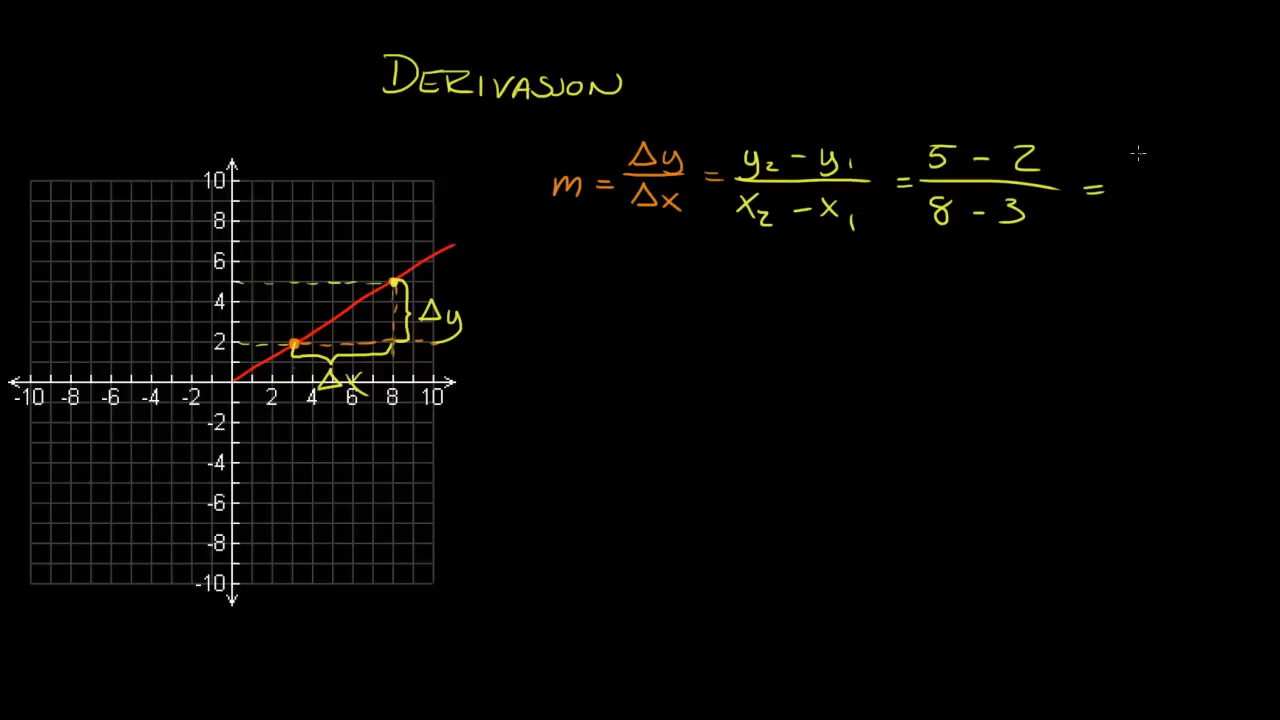 DERIVASJON
m = Δy/Δx = y₂ - y₁/x₂ - x₁ = 5 - 2/8 - 3 =
10
8
6
4
2
Δy
Δx
-10 -8 -6 -4 -2 2 4 6 8 10
-2
-4
-6
-8
-10